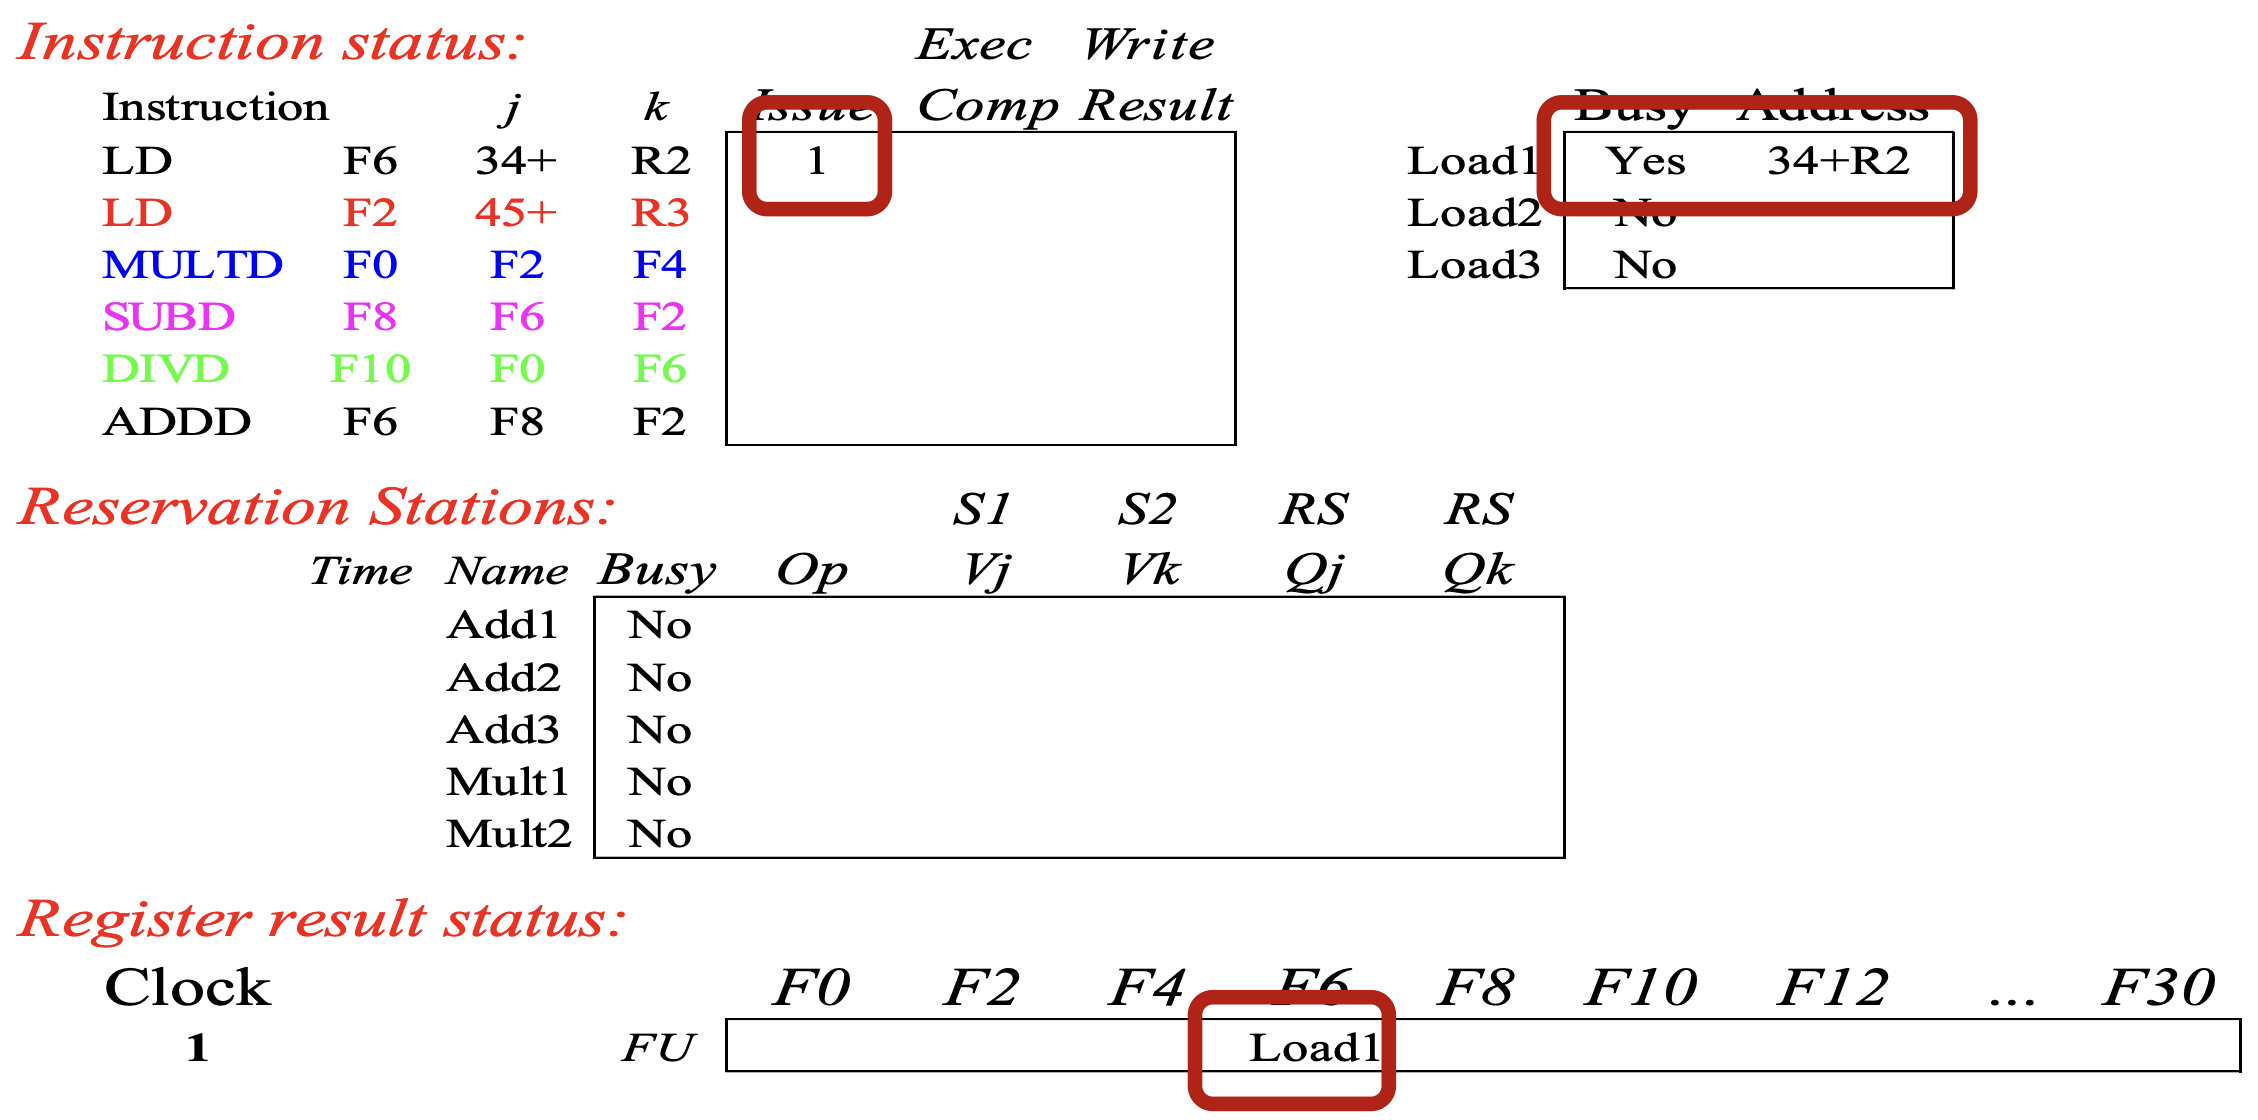 Instruction status: Exec Write
Instruction j k Issue Comp Result Busy Address
LD F6 34+ R2 1 Load1 Yes 34+R2
LD F2 45+ R3 Load2 No
MULTD F0 F2 F4 Load3 No
SUBD F8 F6 F2
DIVD F10 F0 F6
ADDD F6 F8 F2
Reservation Stations: S1 S2 RS RS
Time Name Busy Op Vj Vk Qj Qk
Add1 No
Add2 No
Add3 No
Mult1 No
Mult2 No
Register result status:
Clock F0 F2 F4 F6 F8 F10 F12 ... F30
1 FU Load1